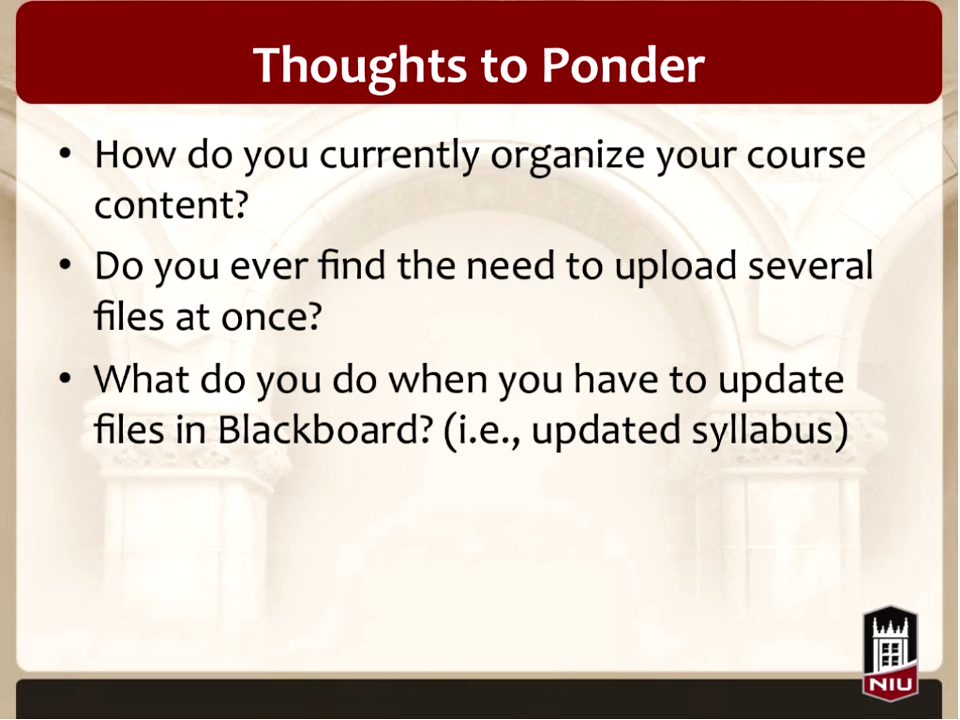 Thoughts to Ponder
• How do you currently organize your course
content?
• Do you ever find the need to upload several
files at once?
• What do you do when you have to update
files in Blackboard? (i.e., updated syllabus)
NIU